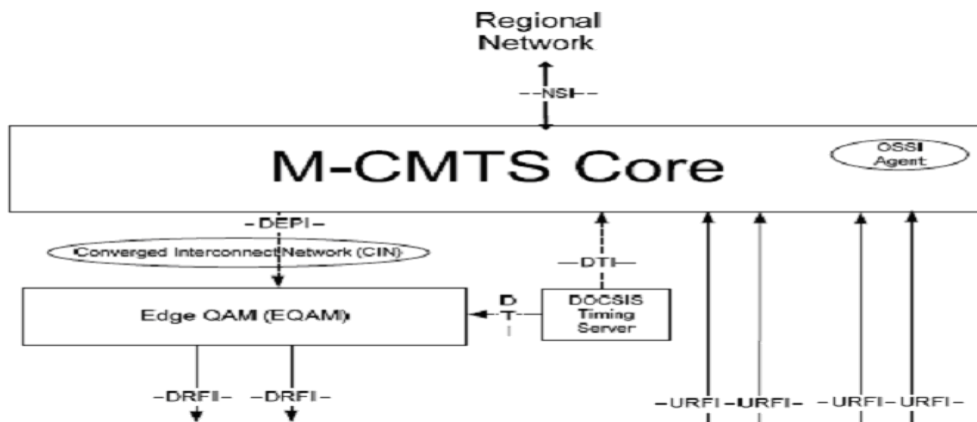 Regional
Network
--NSI--
M-CMTS Core
OSSI
Agent
-DEPI-
Converged Interconnect Network (CIN)
—DTI—
Edge QAM (EQAM)
D
T
I
DOCSIS
Timing
Server
-DRFI- -DRFI-
-URFI--URFI- -URFI-URFI-